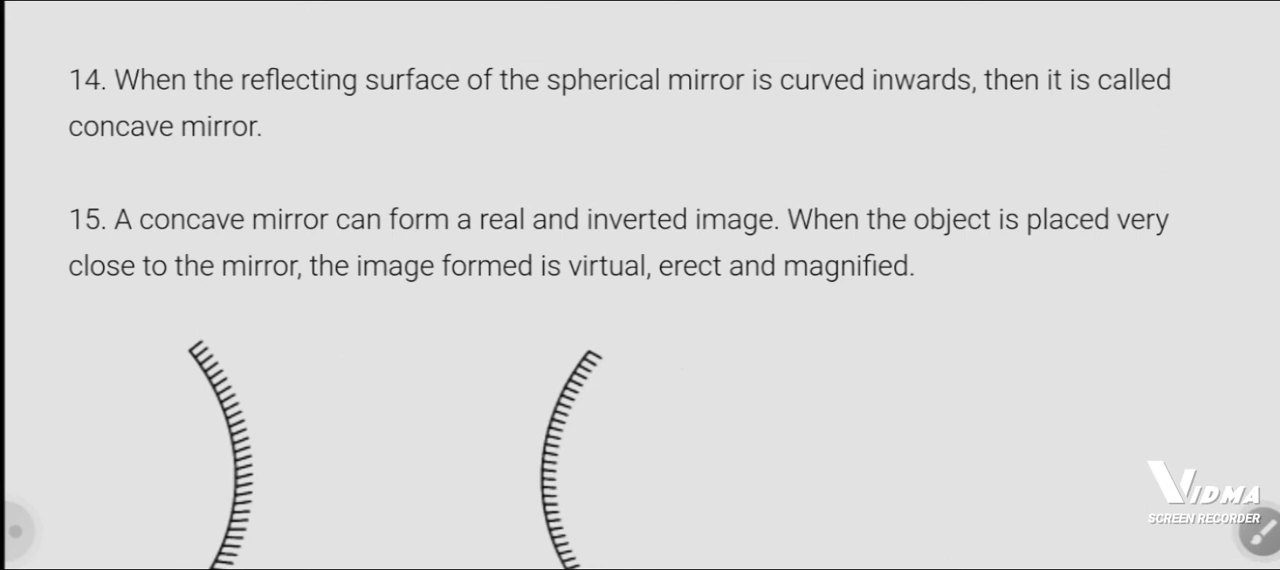 14. When the reflecting surface of the spherical mirror is curved inwards, then it is called
concave mirror.
15. A concave mirror can form a real and inverted image. When the object is placed very
close to the mirror, the image formed is virtual, erect and magnified.
VIDMA
SCREEN RECORDER